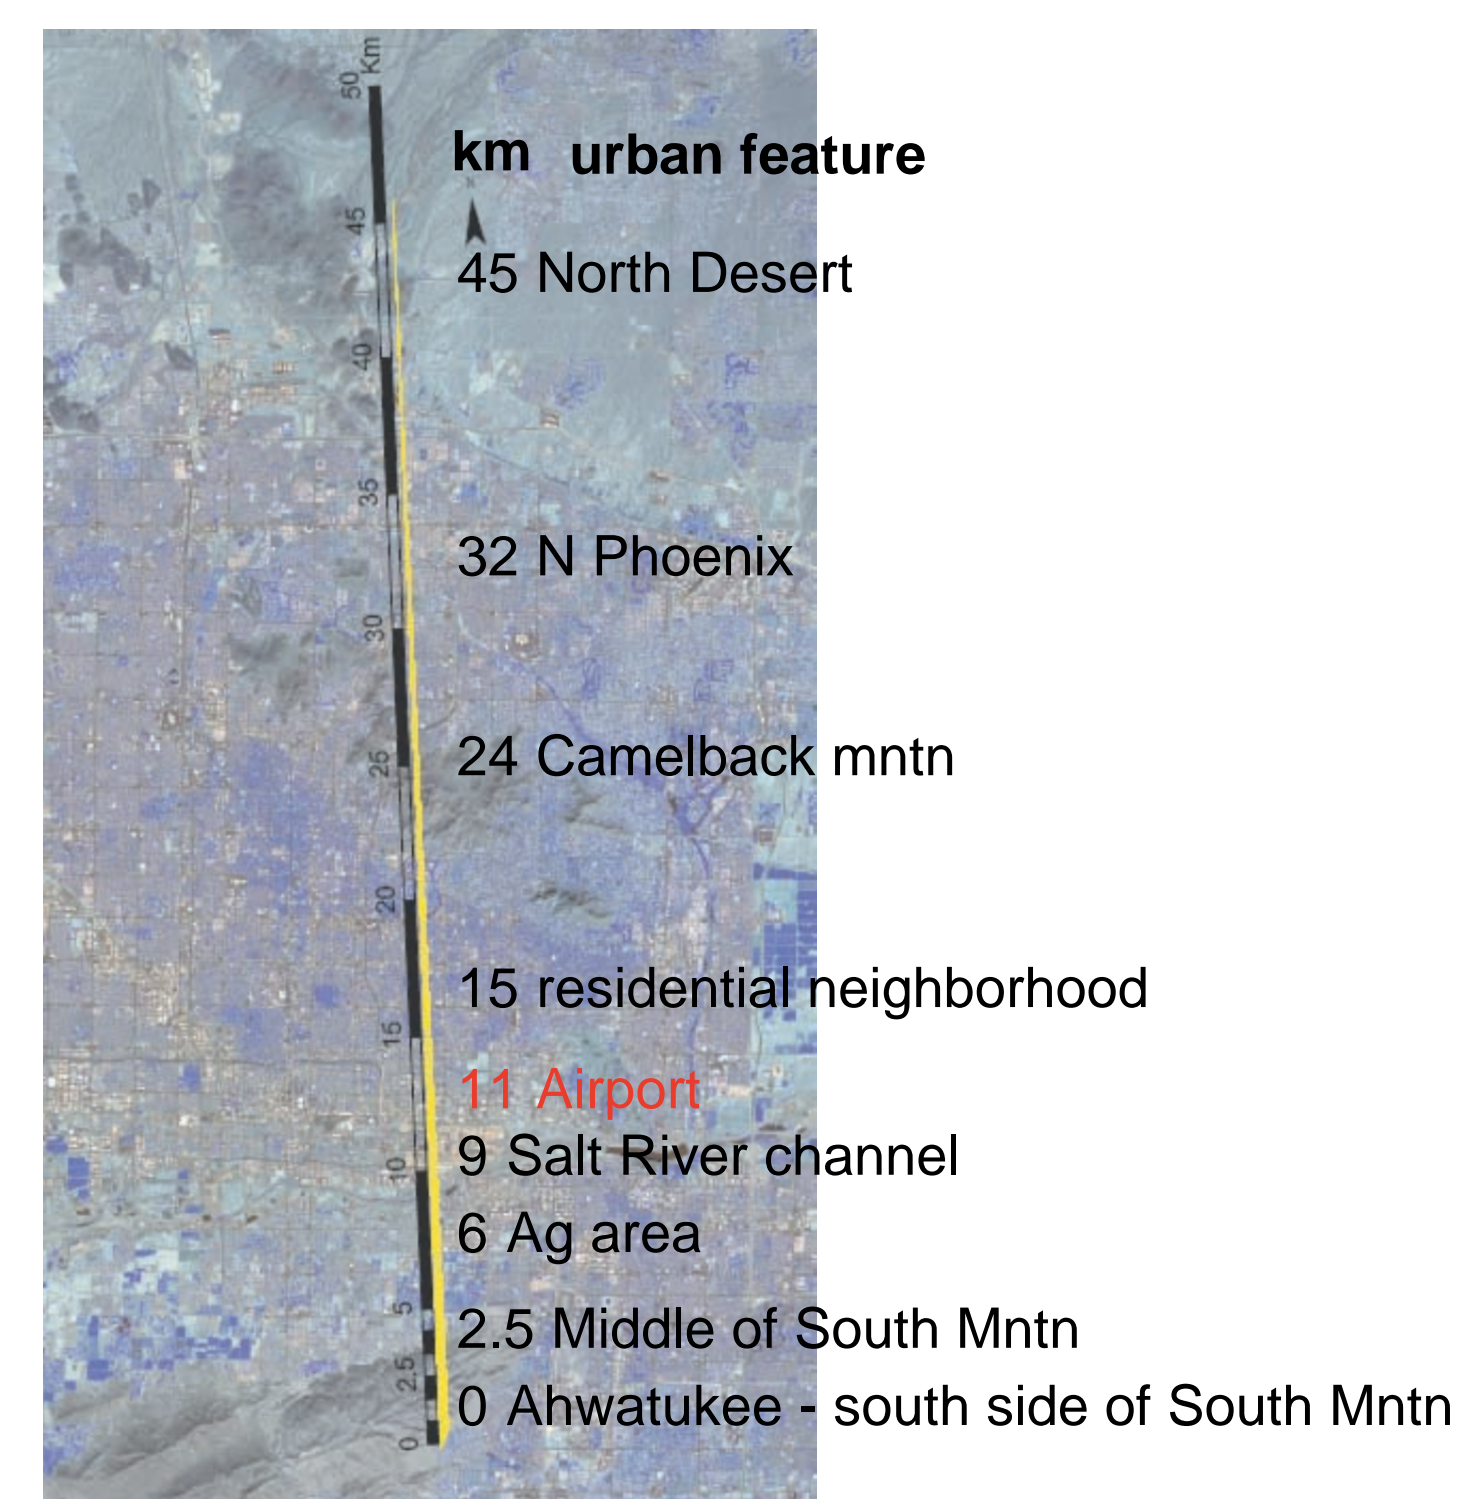 50 Km
km urban feature
N
45
45 North Desert
40
35
32 N Phoenix
30
24 Camelback mntn
25
20
15 residential neighborhood
15
11 Airport
9 Salt River channel
10
6 Ag area
5
2.5 Middle of South Mntn
2.5
0 Ahwatukee - south side of South Mntn
0